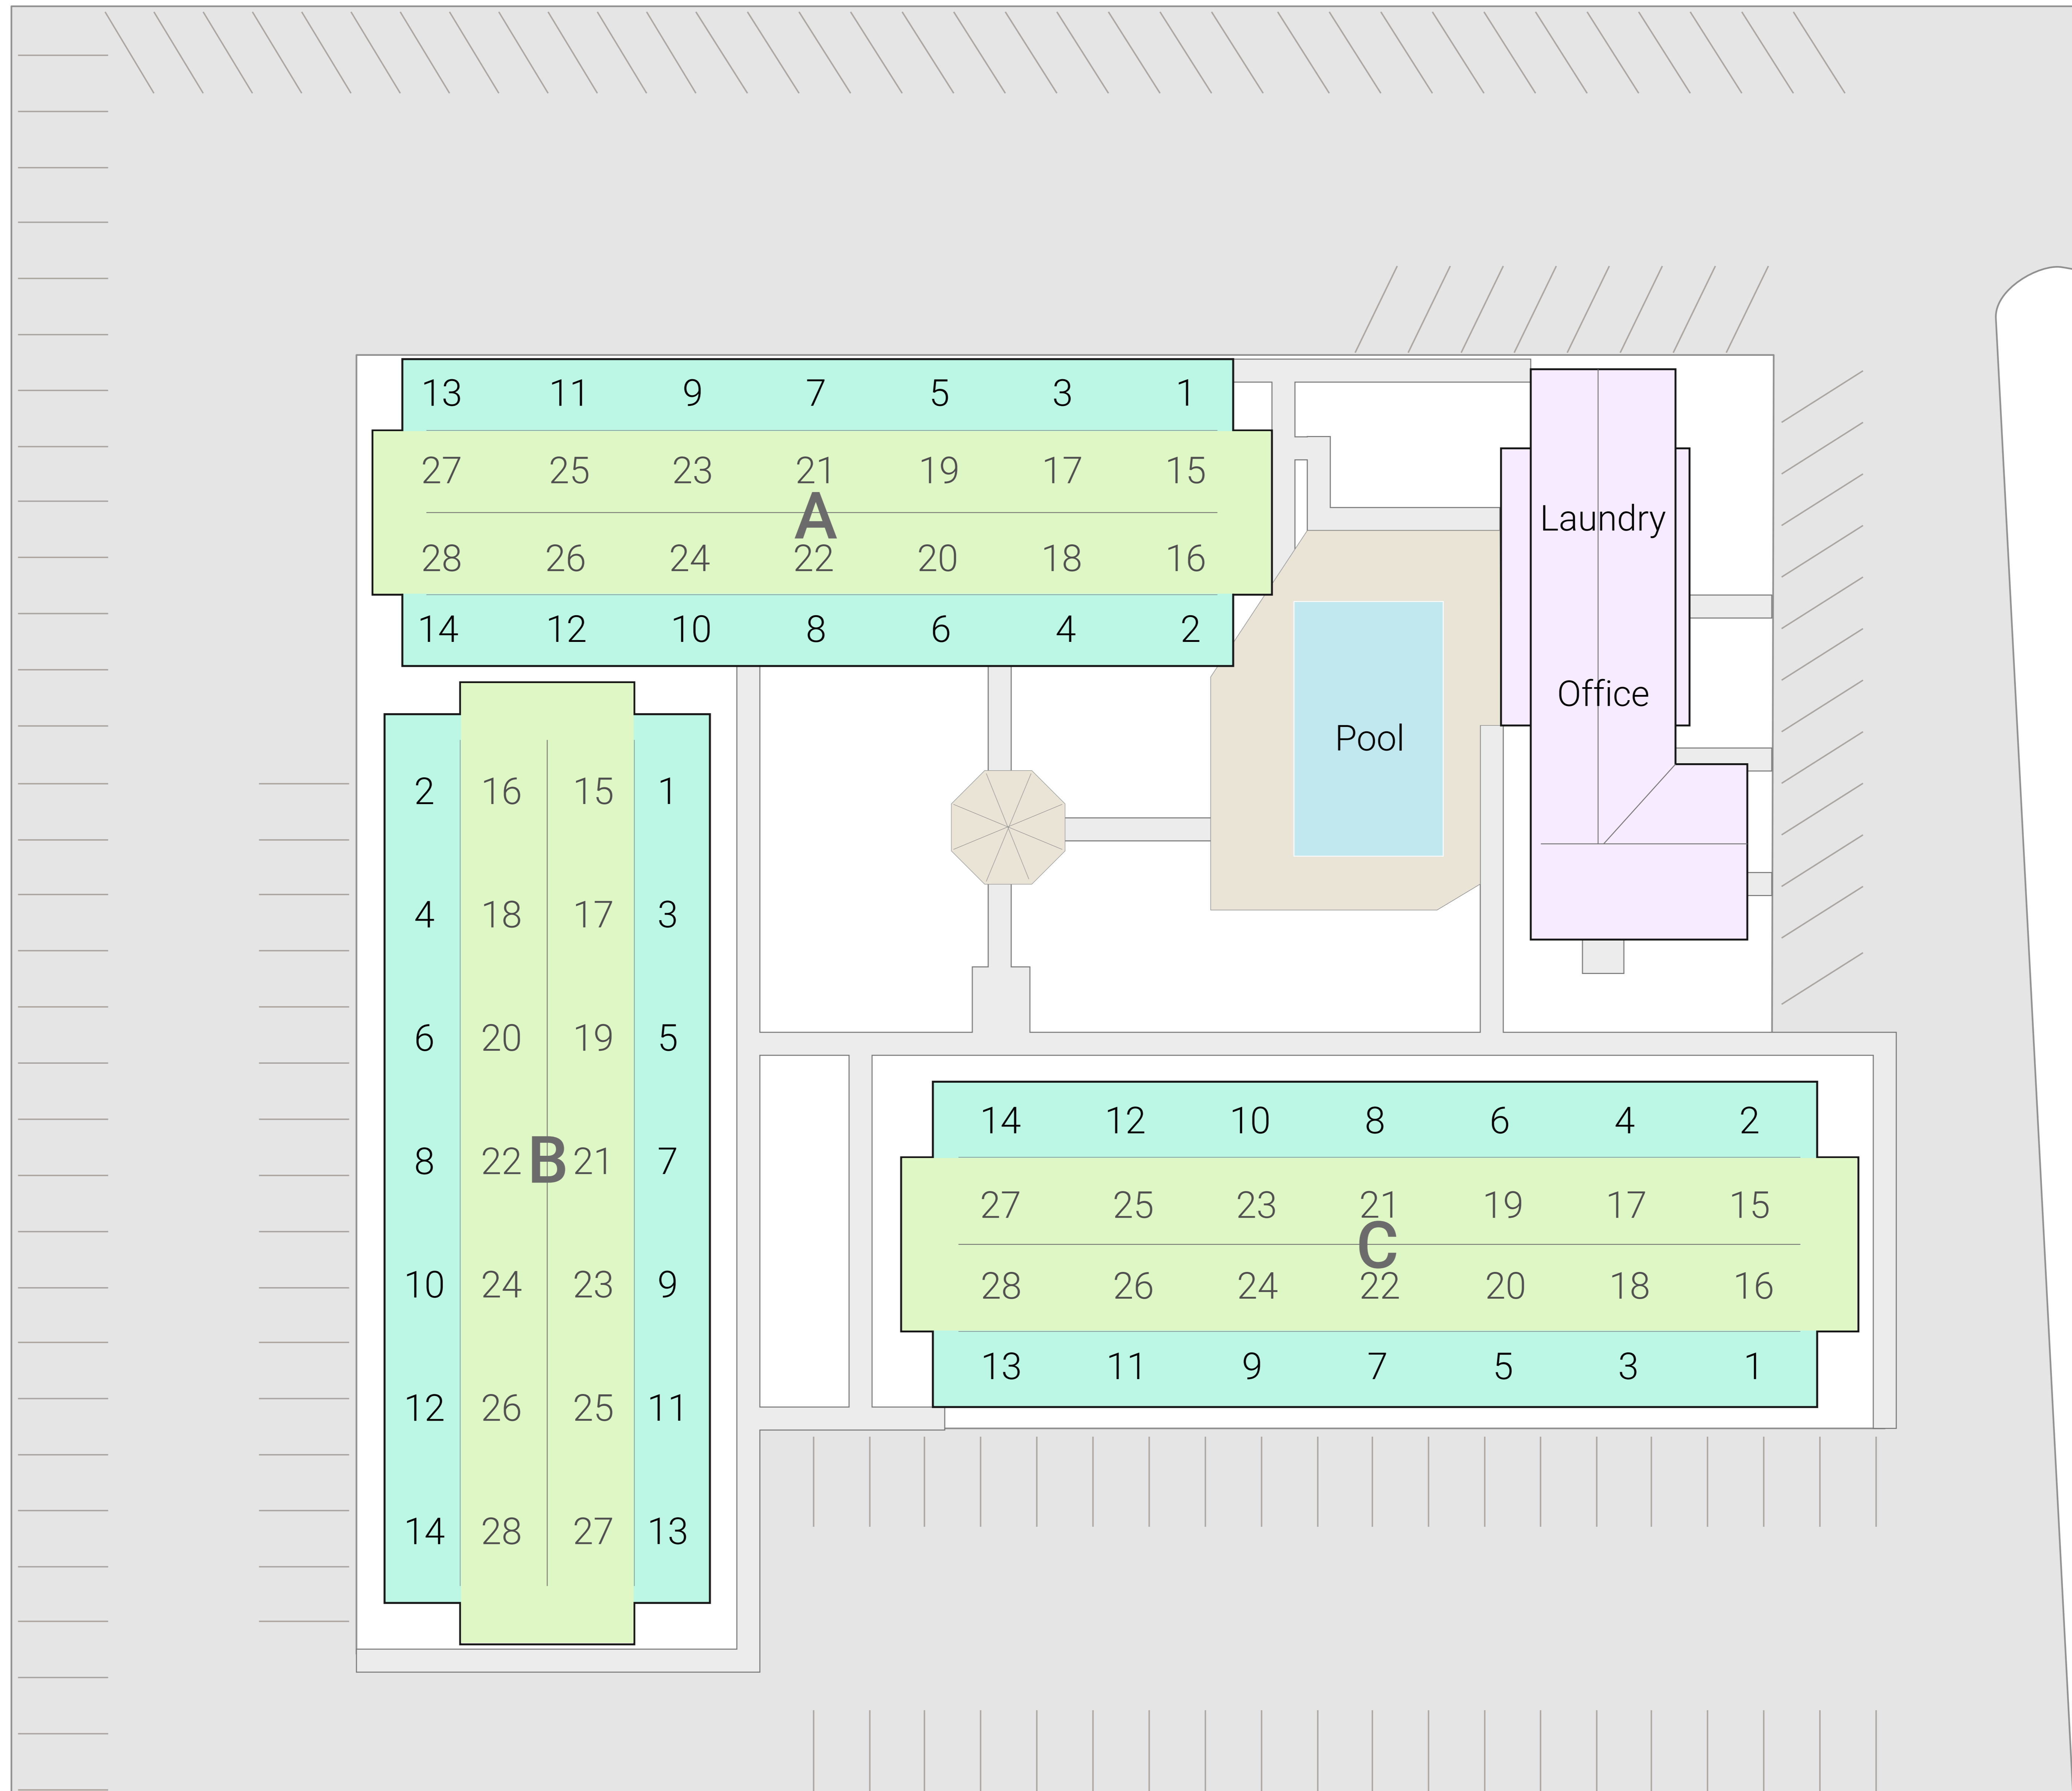 13 11 9 7 5 3 1
27 25 23 21 19 17 15
A
28 26 24 22 20 18 16
14 12 10 8 6 4 2
Laundry
Office
Pool
2 16 15 1
4 18 17 3
6 20 19 5
8 22 B 21 7
10 24 23 9
12 26 25 11
14 28 27 13
14 12 10 8 6 4 2
27 25 23 21 19 17 15
C
28 26 24 22 20 18 16
13 11 9 7 5 3 1